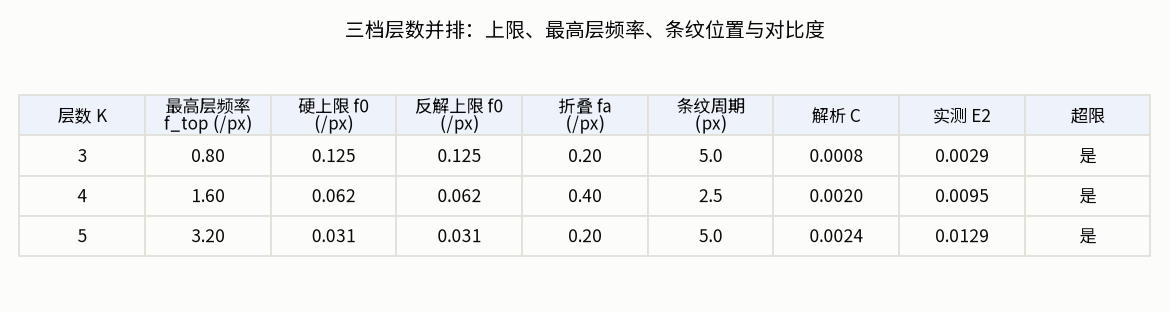 三档层数并排：上限、最高层频率、条纹位置与对比度
层数 K 最高层频率 f_top (/px) 硬上限 f0 (/px) 反解上限 f0 (/px) 折叠 fa (/px) 条纹周期 (px) 解析 C 实测 E2 超限
3 0.80 0.125 0.125 0.20 5.0 0.0008 0.0029 是
4 1.60 0.062 0.062 0.40 2.5 0.0020 0.0095 是
5 3.20 0.031 0.031 0.20 5.0 0.0024 0.0129 是